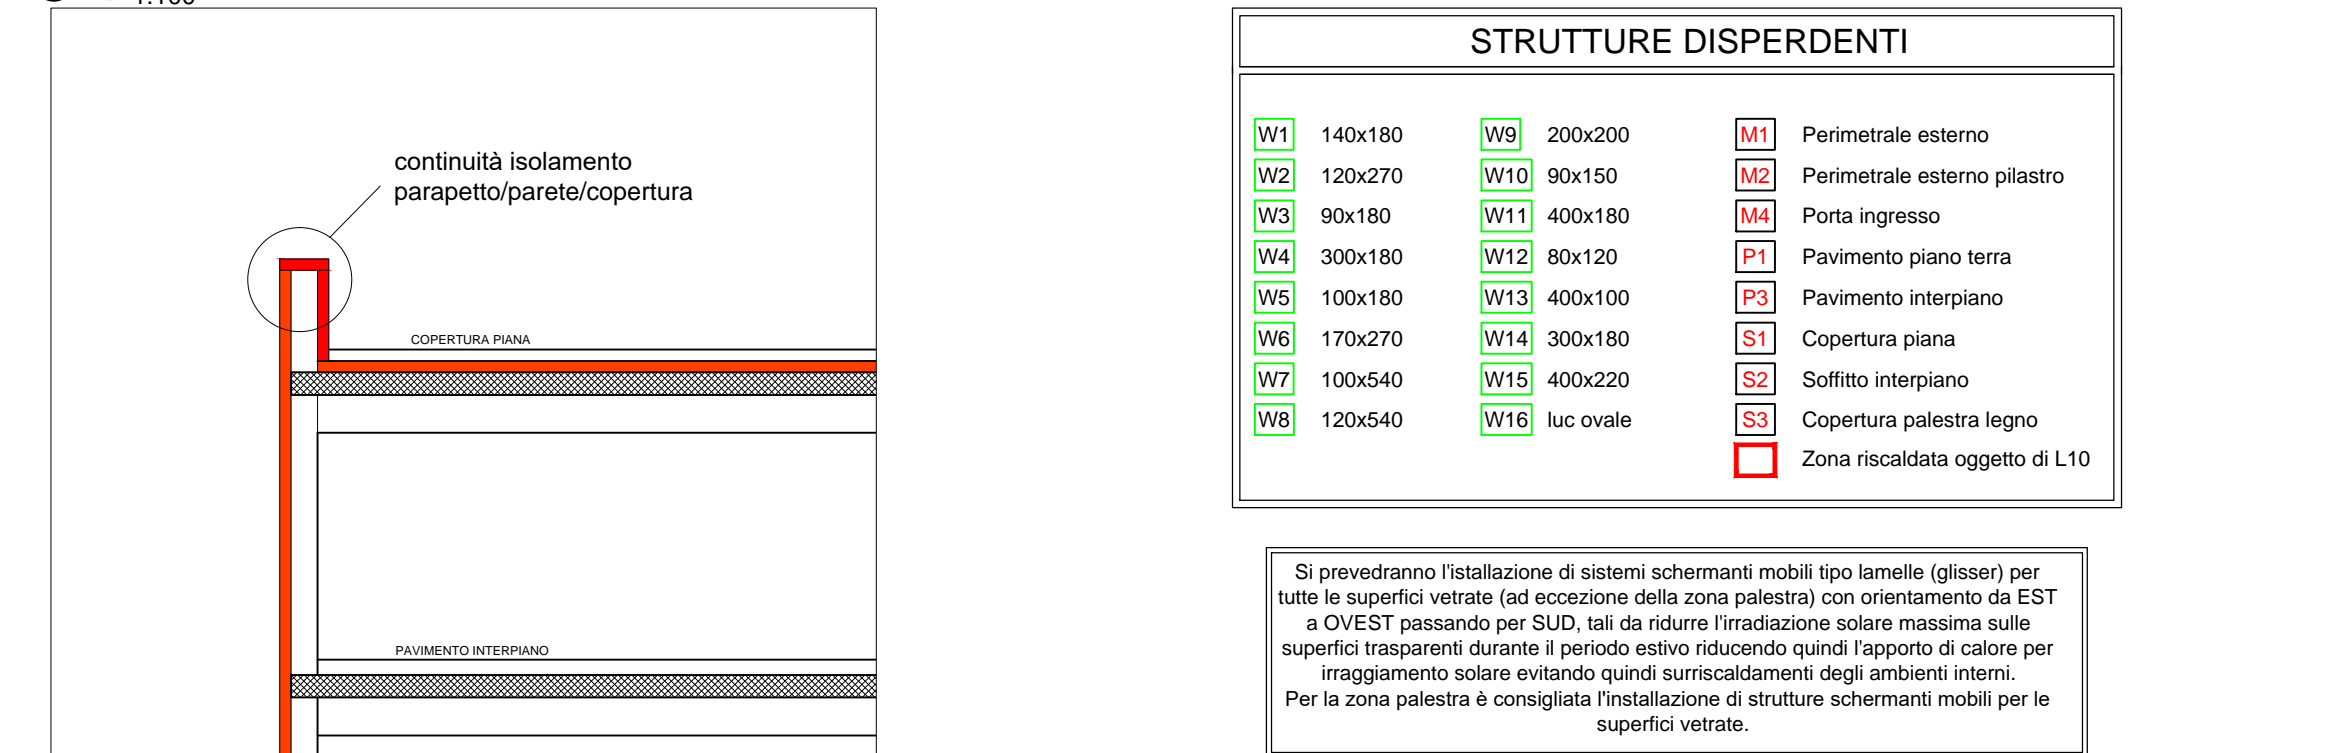 1:100
continuità isolamento
parapetto/parete/copertura
COPERTURA PIANA
PAVIMENTO INTERPIANO
STRUTTURE DISPERDENTI
W1 140x180 W9 200x200 M1 Perimetrale esterno
W2 120x270 W10 90x150 M2 Perimetrale esterno pilastro
W3 90x180 W11 400x180 M4 Porta ingresso
W4 300x180 W12 80x120 P1 Pavimento piano terra
W5 100x180 W13 400x100 P3 Pavimento interpiano
W6 170x270 W14 300x180 S1 Copertura piana
W7 100x540 W15 400x220 S2 Soffitto interpiano
W8 120x540 W16 luc ovale S3 Copertura palestra legno
Zona riscaldata oggetto di L10
Si prevedranno l'istallazione di sistemi schermanti mobili tipo lamelle (glisser) per
tutte le superfici vetrate (ad eccezione della zona palestra) con orientamento da EST
a OVEST passando per SUD, tali da ridurre l'irradiazione solare massima sulle
superfici trasparenti durante il periodo estivo riducendo quindi l'apporto di calore per
irraggiamento solare evitando quindi surriscaldamenti degli ambienti interni.
Per la zona palestra è consigliata l'installazione di strutture schermanti mobili per le
superfici vetrate.